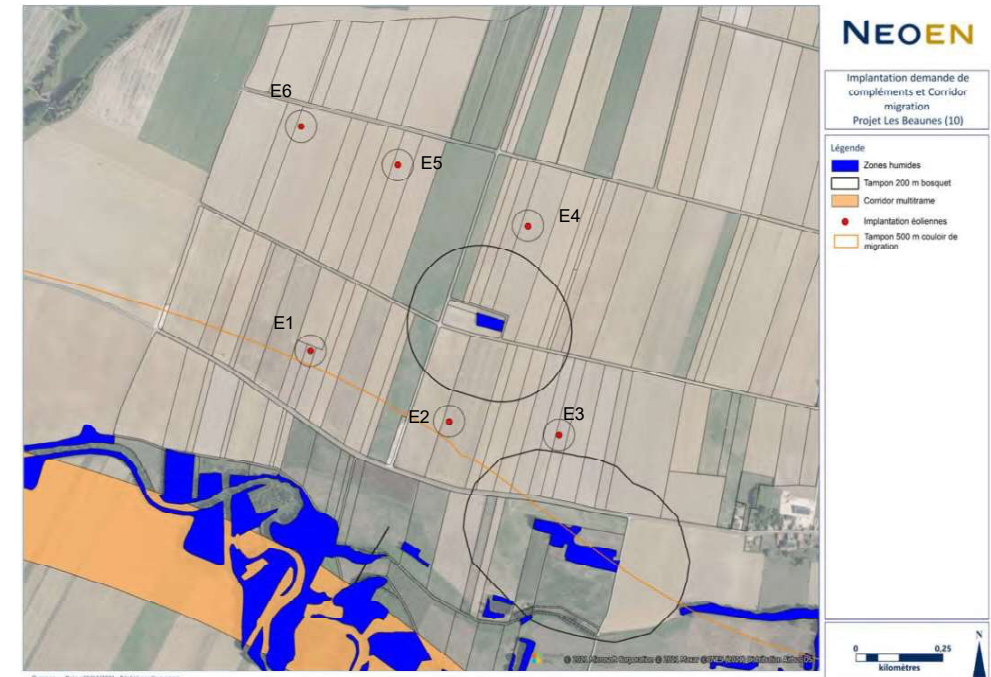 NEOEN
Implantation demande de
compléments et Corridor
migration
Projet Les Beaunes (10)
Légende
Zones humides
Tampon 200 m bosquet
Corridor multitrame
Implantation éoliennes
Tampon 500 m couloir de
migration
E6
E5
E4
E1
E2
E3
N
0 0,25
kilomètres